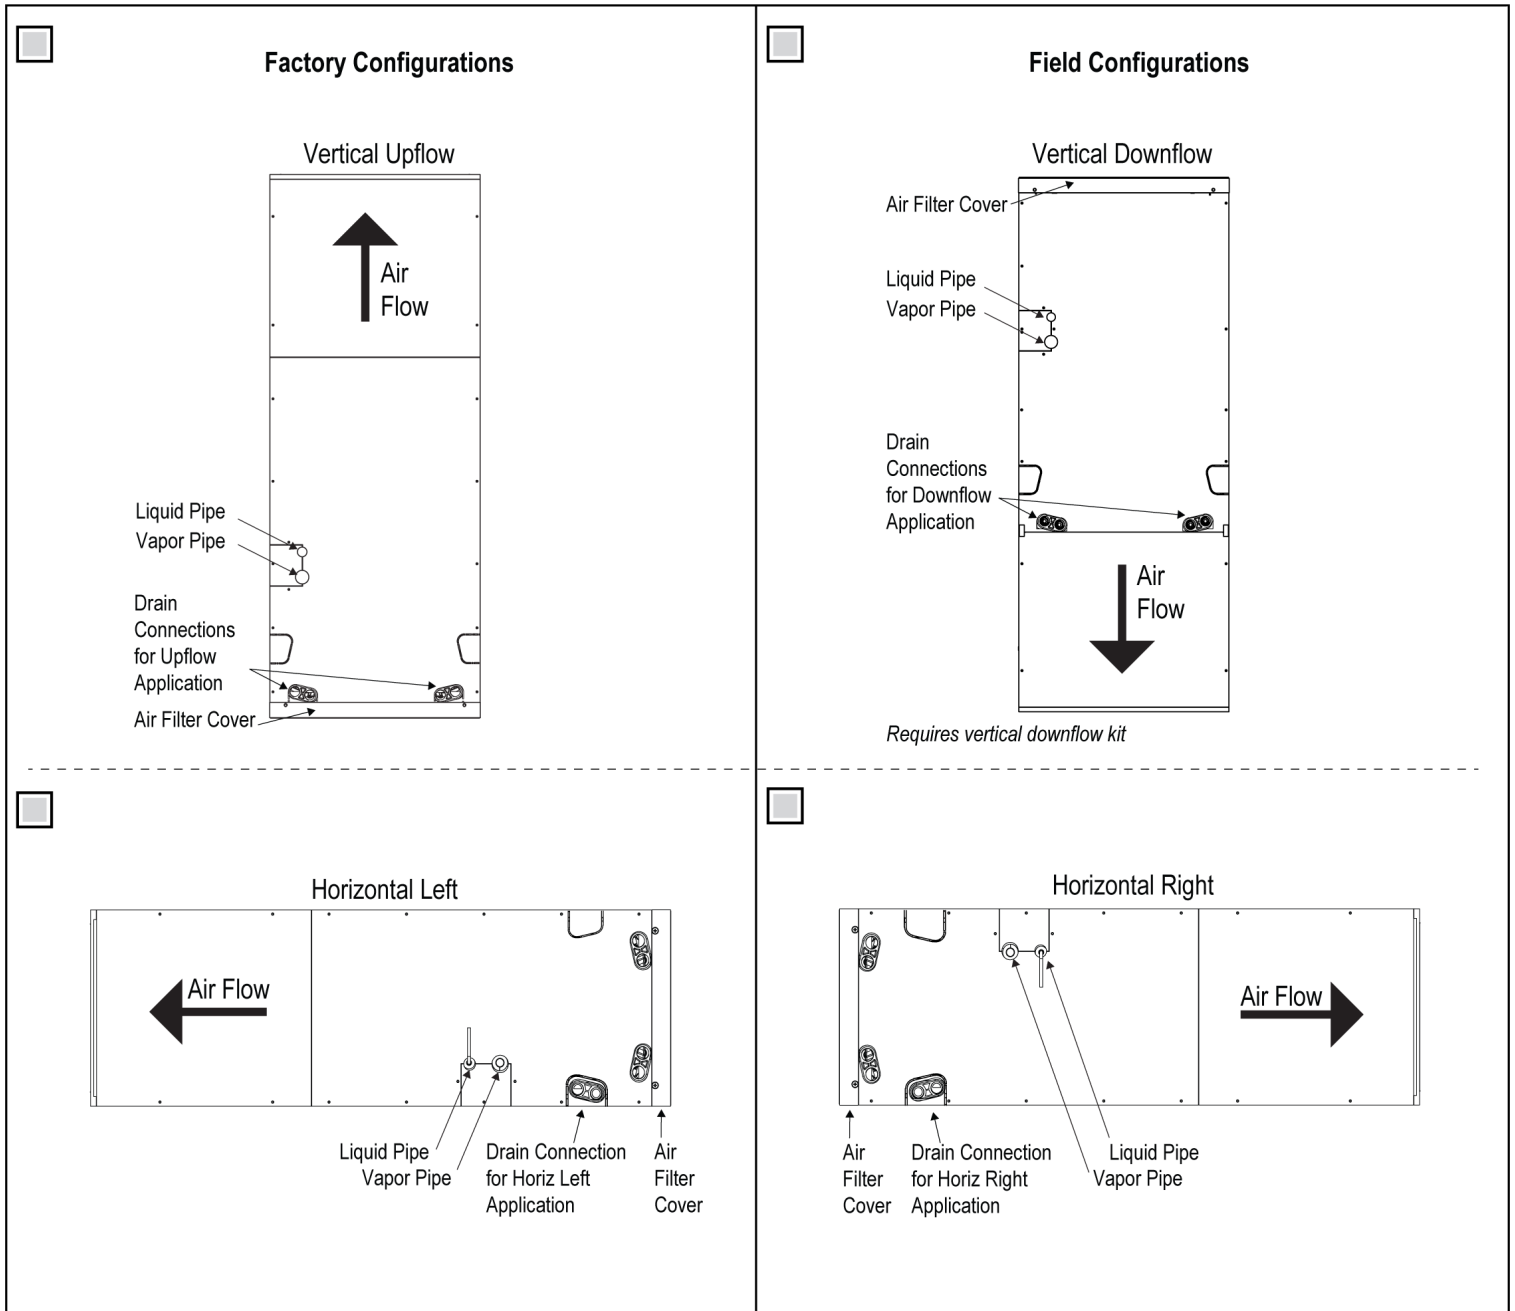 Factory Configurations
Vertical Upflow
Air
Flow
Liquid Pipe
Vapor Pipe
Drain
Connections
for Upflow
Application
Air Filter Cover
Field Configurations
Vertical Downflow
Air Filter Cover
Liquid Pipe
Vapor Pipe
Drain
Connections
for Downflow
Application
Air
Flow
Requires vertical downflow kit
Horizontal Left
Air Flow
Liquid Pipe
Vapor Pipe
Drain Connection
for Horiz Left
Application
Air
Filter
Cover
Horizontal Right
Air Flow
Air
Filter
Cover
Drain Connection
for Horiz Right
Application
Liquid Pipe
Vapor Pipe